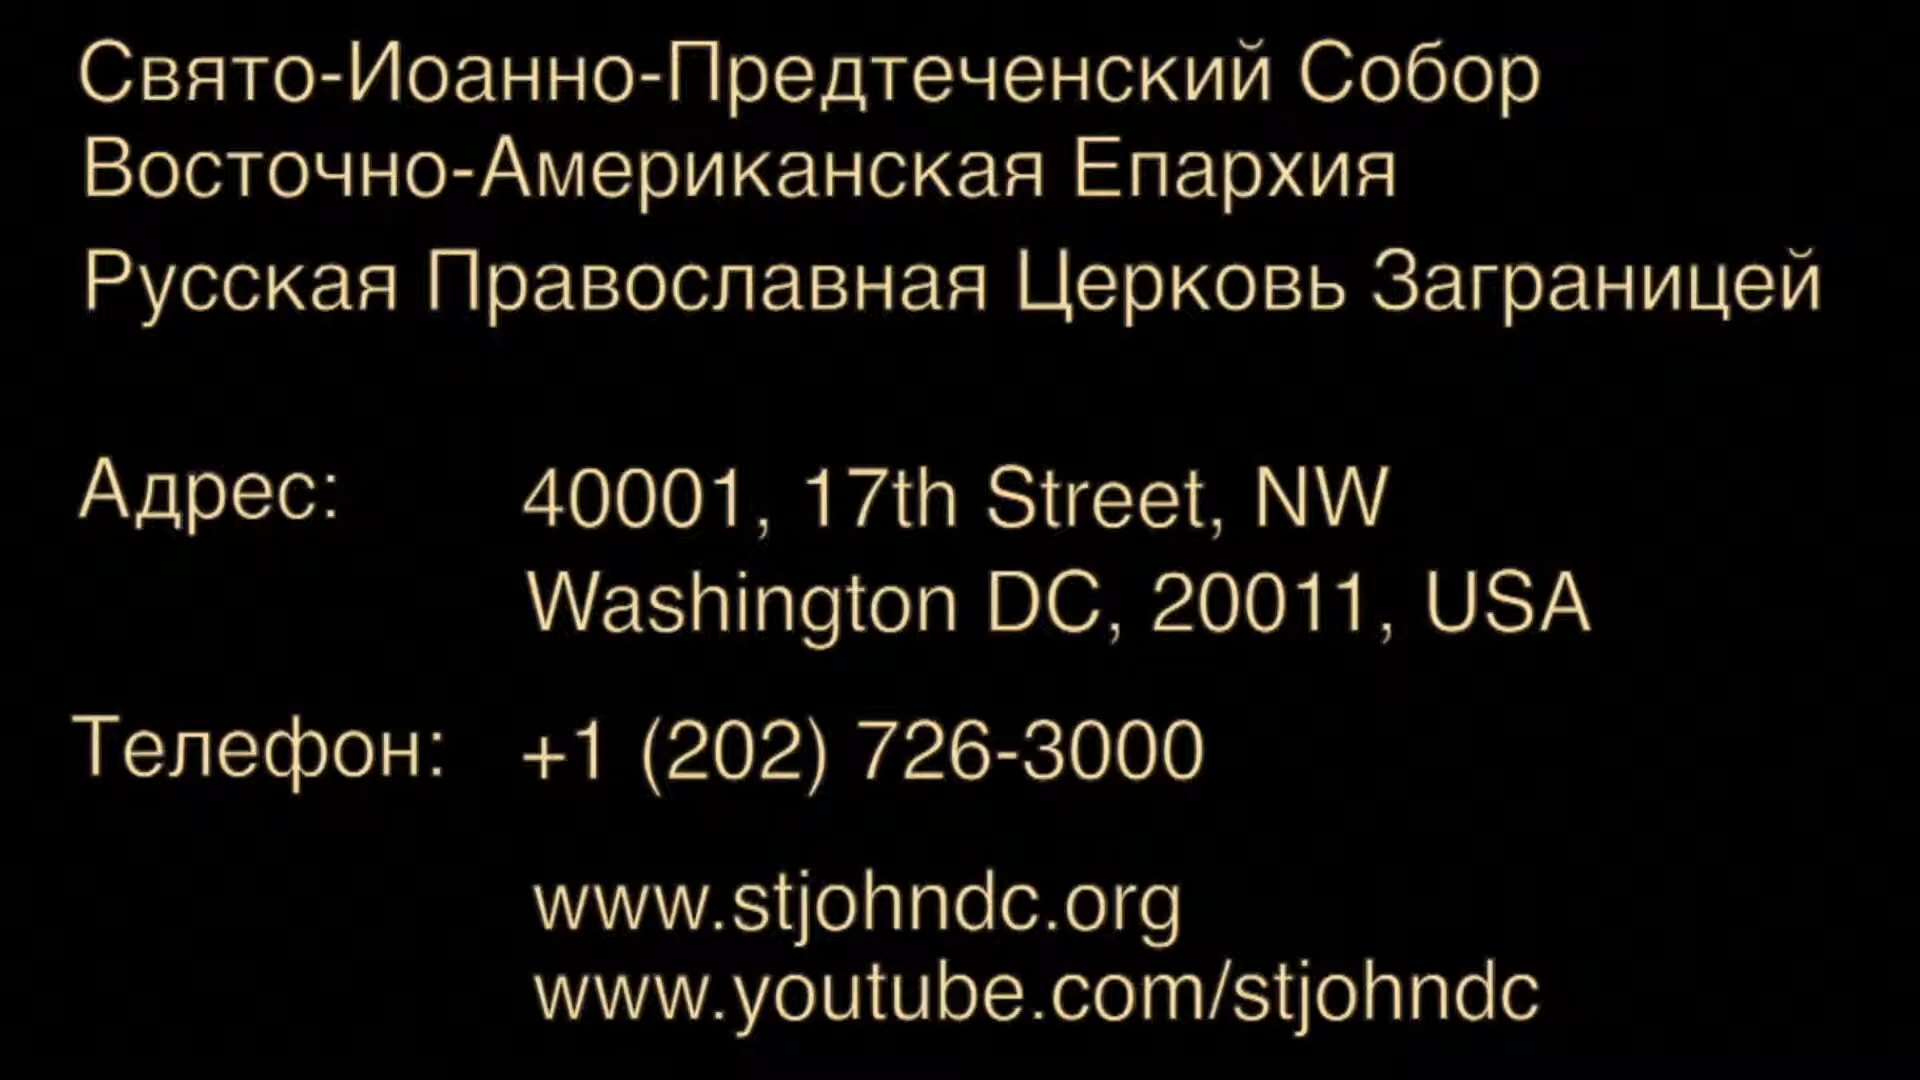 Свято-Иоанно-Предтеченский Собор
Восточно-Американская Епархия
Русская Православная Церковь Заграницей
Адрес: 40001, 17th Street, NW
Washington DC, 20011, USA
Телефон: +1 (202) 726-3000
www.stjohndc.org
www.youtube.com/stjohndc